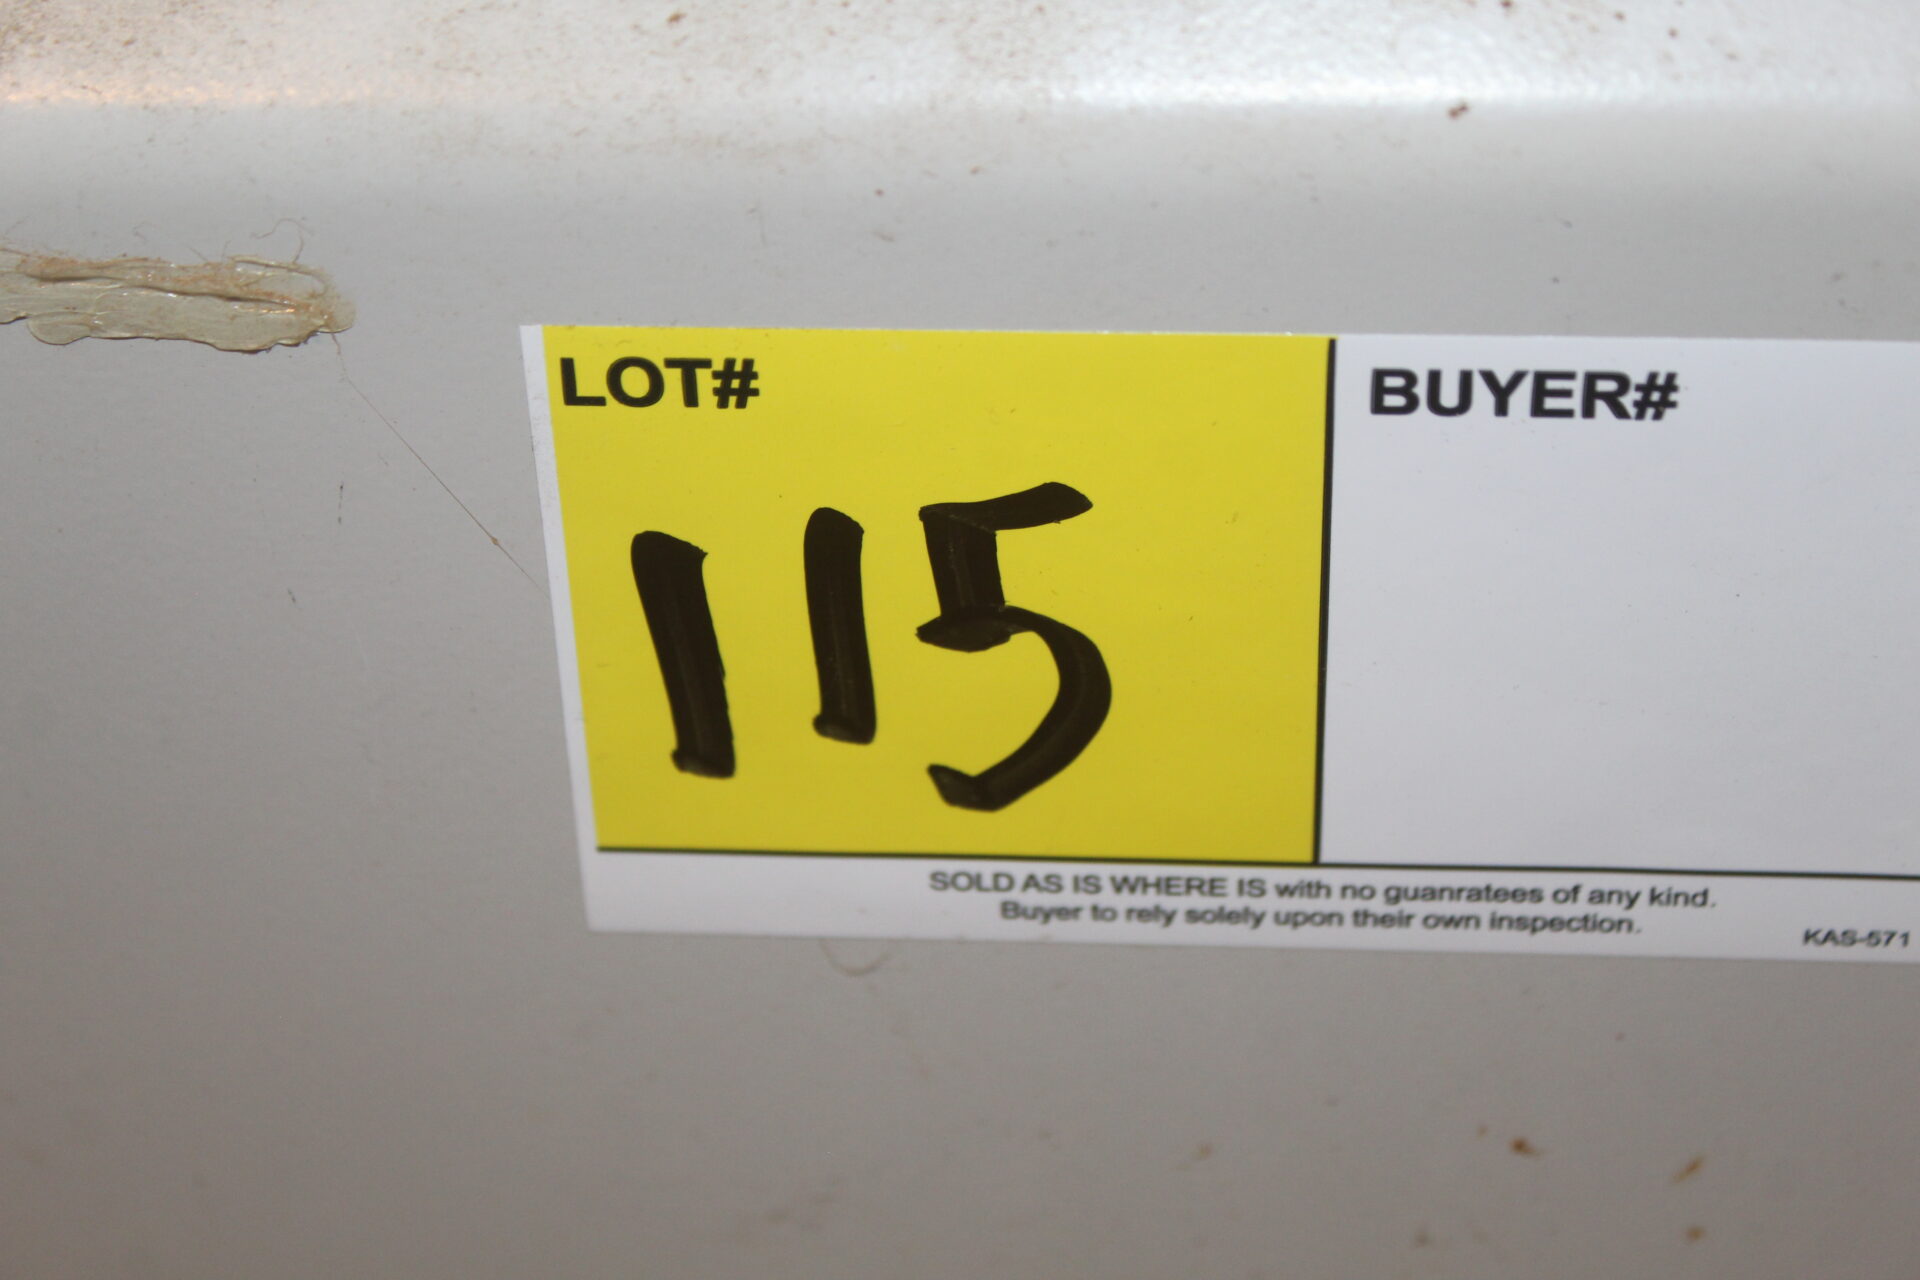 LOT#
BUYER#
115
SOLD AS IS WHERE IS with no guanratees of any kind.
Buyer to rely solely upon their own inspection.
KAS-571